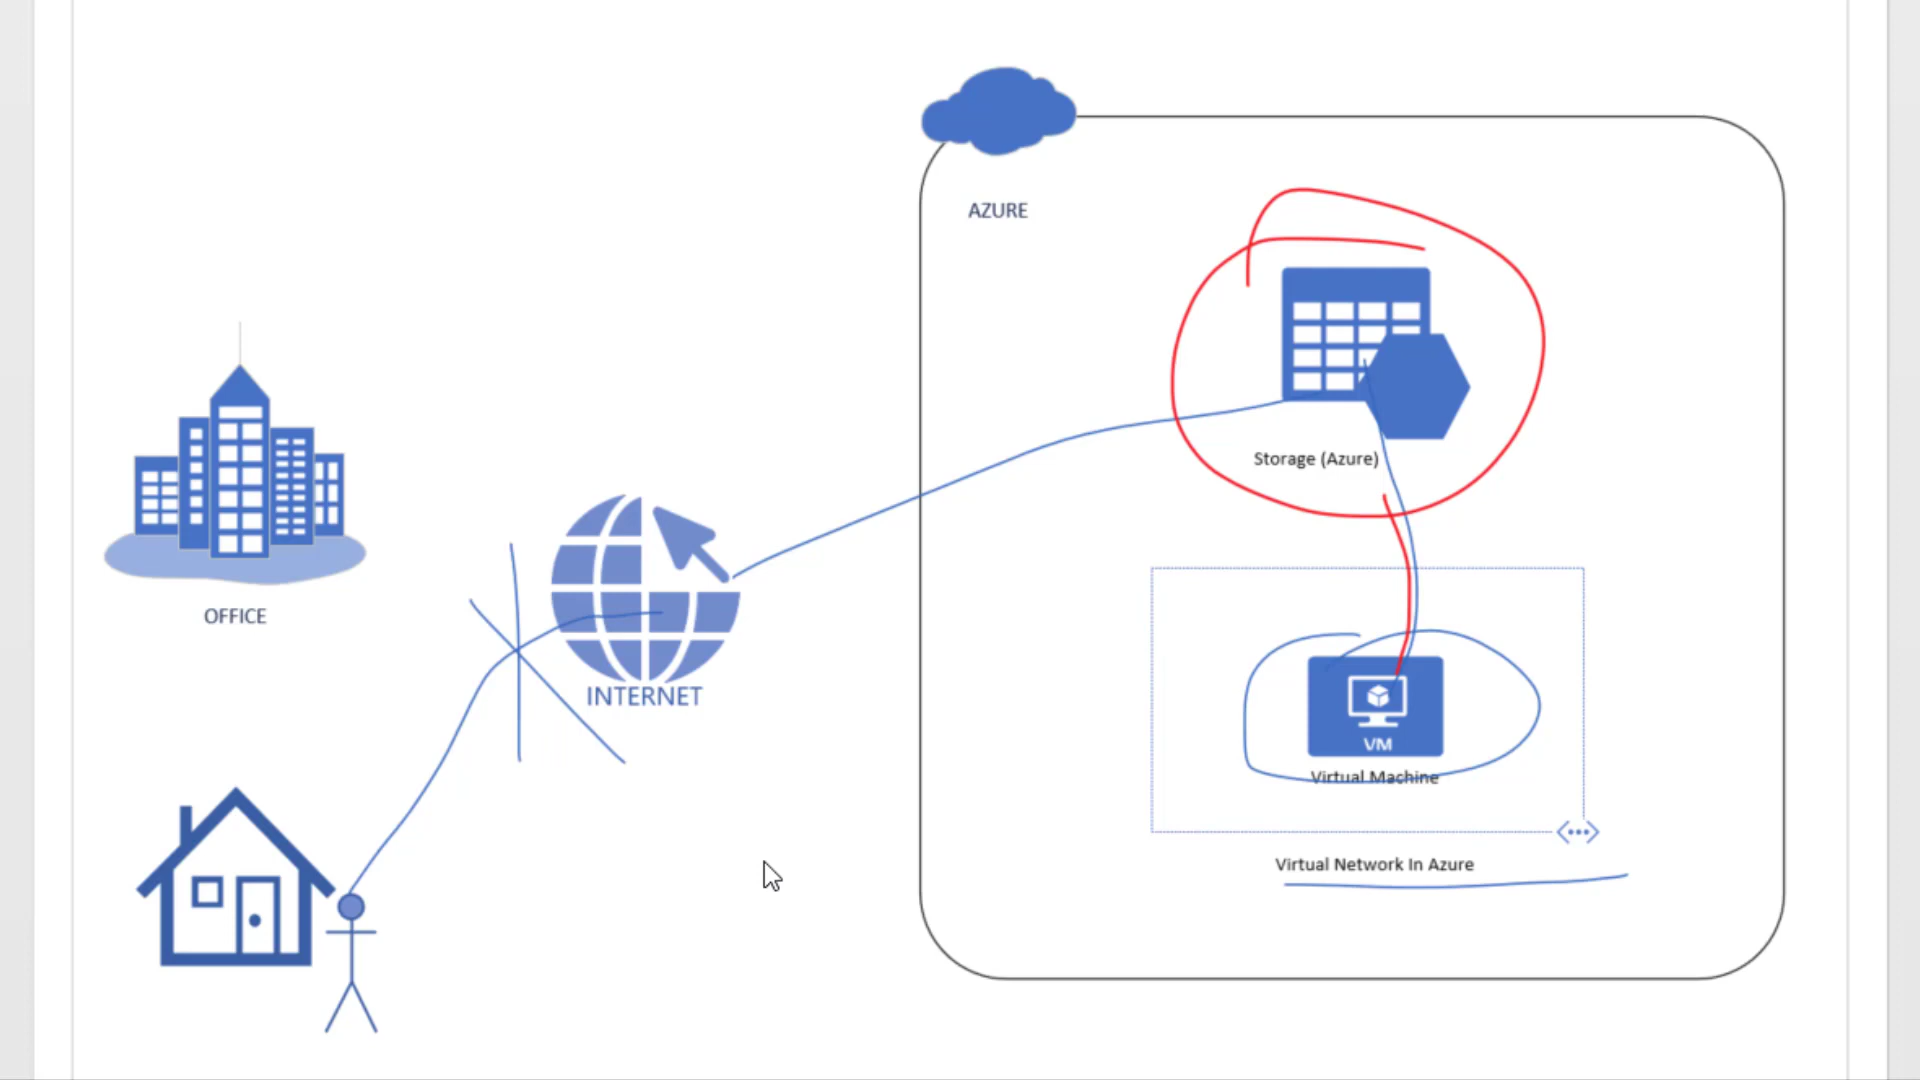 AZURE
Storage (Azure)
OFFICE
INTERNET
VM
Virtual Machine
Virtual Network In Azure